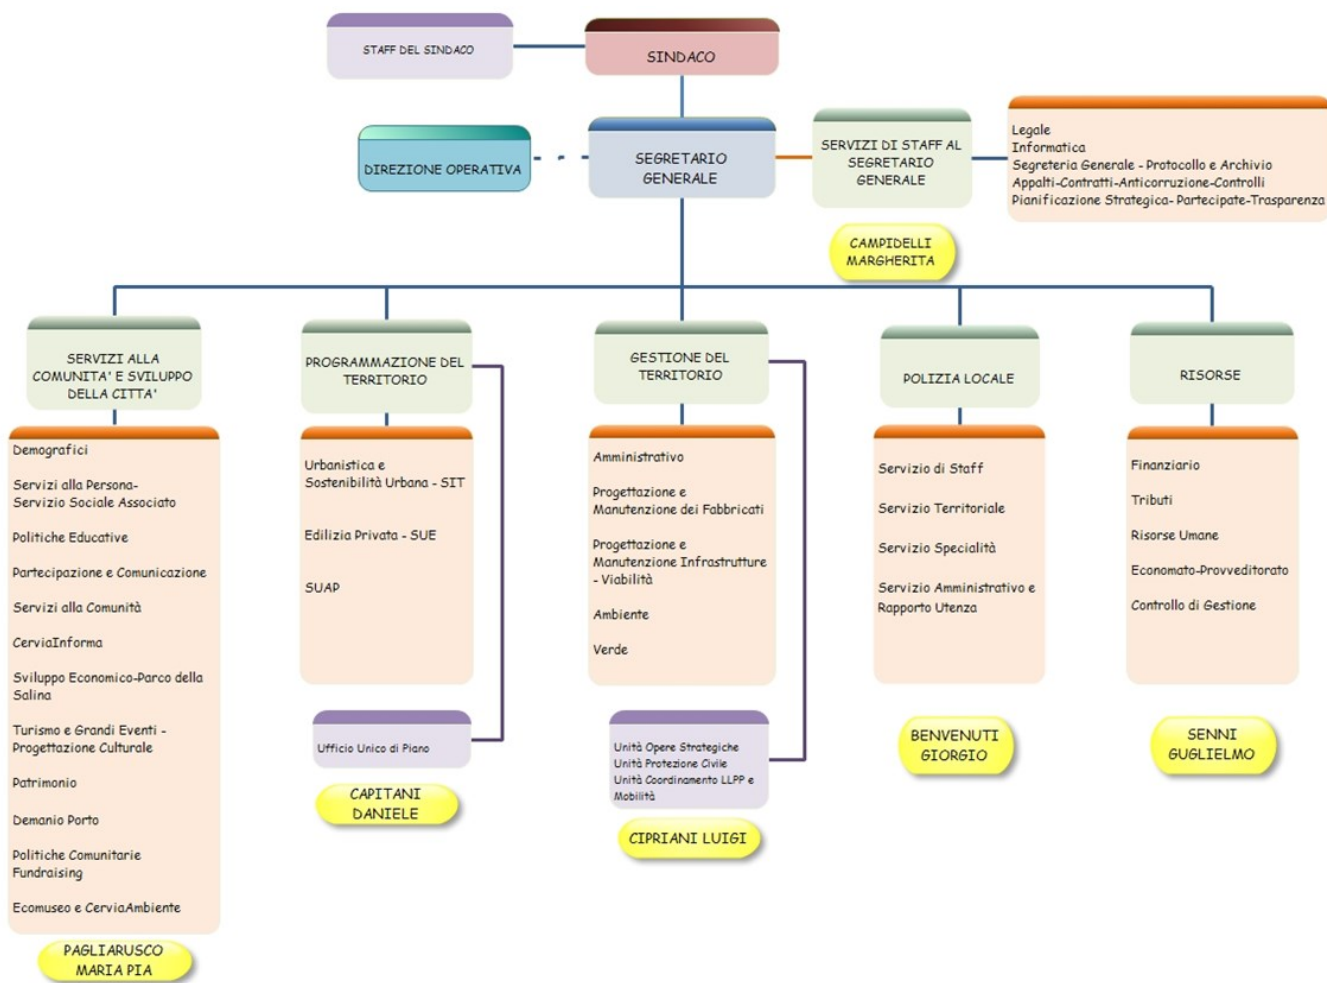 STAFF DEL SINDACO
SINDACO
DIREZIONE OPERATIVA
SEGRETARIO
GENERALE
SERVIZI DI STAFF AL
SEGRETARIO
GENERALE
Legale
Informatica
Segreteria Generale - Protocollo e Archivio
Appalti-Contratti-Anticorruzione-Controlli
Pianificazione Strategica- Partecipate-Trasparenza
CAMPIDELLI
MARGHERITA
SERVIZI ALLA
COMUNITA' E SVILUPPO
DELLA CITTA'
Demografici
Servizi alla Persona-
Servizio Sociale Associato
Politiche Educative
Partecipazione e Comunicazione
Servizi alla Comunità
CerviaInforma
Sviluppo Economico-Parco della
Salina
Turismo e Grandi Eventi -
Progettazione Culturale
Patrimonio
Demanio Porto
Politiche Comunitarie
Fundraising
Ecomuseo e CerviaAmbiente
PAGLIARUSCO
MARIA PIA
PROGRAMMAZIONE DEL
TERRITORIO
Urbanistica e
Sostenibilità Urbana - SIT
Edilizia Privata - SUE
SUAP
Ufficio Unico di Piano
CAPITANI
DANIELE
GESTIONE DEL
TERRITORIO
Amministrativo
Progettazione e
Manutenzione dei Fabbricati
Progettazione e
Manutenzione Infrastrutture
- Viabilità
Ambiente
Verde
Unità Opere Strategiche
Unità Protezione Civile
Unità Coordinamento LLPP e
Mobilità
CIPRIANI LUIGI
POLIZIA LOCALE
Servizio di Staff
Servizio Territoriale
Servizio Specialità
Servizio Amministrativo e
Rapporto Utenza
BENVENUTI
GIORGIO
RISORSE
Finanziario
Tributi
Risorse Umane
Economato-Provveditorato
Controllo di Gestione
SENNI
GUGLIELMO